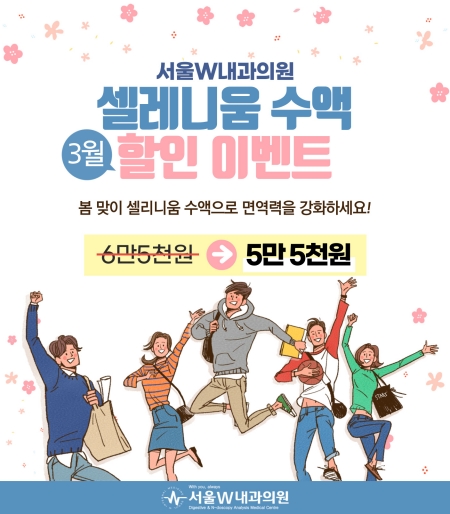 서울W내과의원
셀레니움 수액
3월 할인 이벤트
봄 맞이 셀리니움 수액으로 면역력을 강화하세요!
6만5천원 5만 5천원
With you, always
서울W내과의원